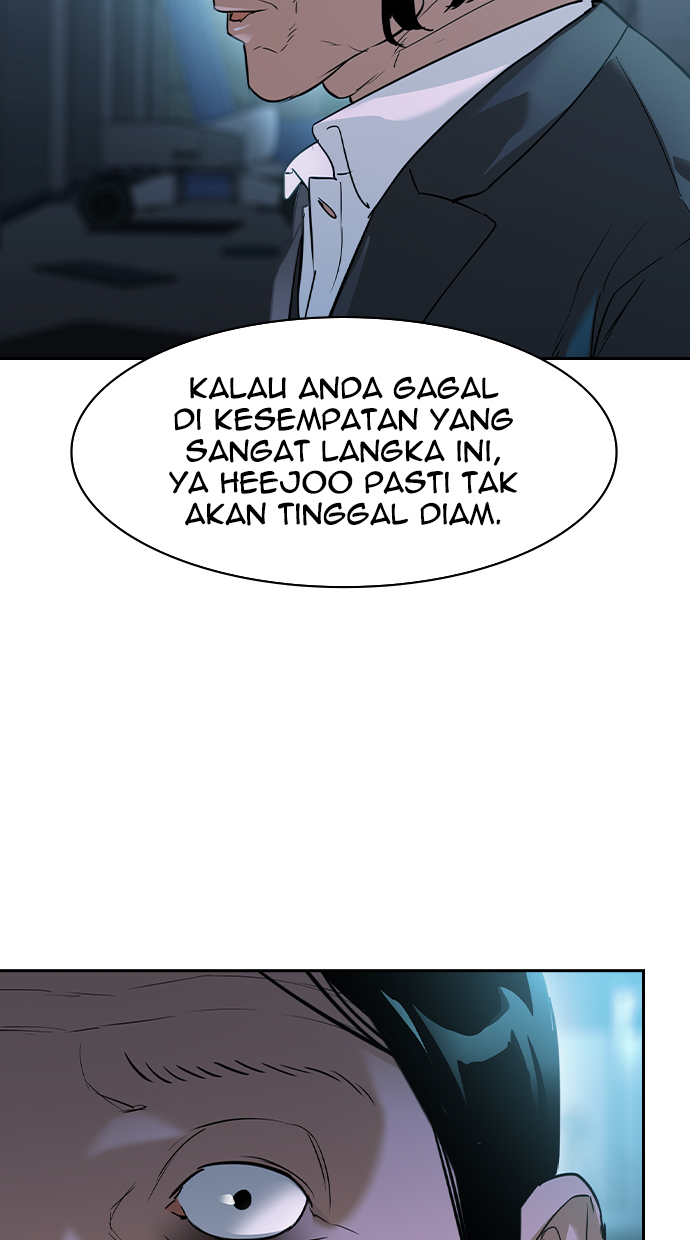 KALAU ANDA GAGAL
DI KESEMPATAN YANG
SANGAT LANGKA INI,
YA HEEJOO PASTI TAK
AKAN TINGGAL DIAM.